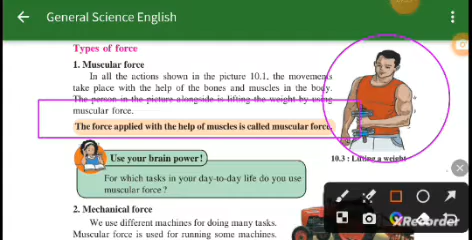 General Science English
Types of force
1. Muscular force
In all the actions shown in the picture 10.1, the movements
take place with the help of the bones and muscles in the body.
The person in the picture alongside is lifting the weight by using
muscular force.
The force applied with the help of muscles is called muscular force.
10.3 : Lifting a weight
Use your brain power!
For which tasks in your day-to-day life do you use
muscular force?
2. Mechanical force
We use different machines for doing many tasks.
Muscular force is used for running some machines.
XRecorder